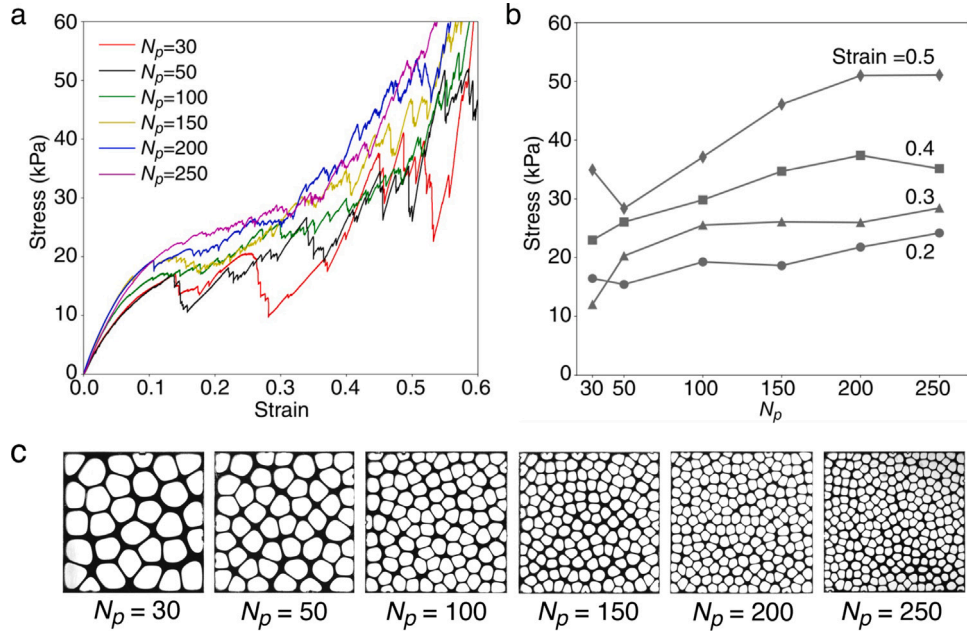 a
60
50
40
30
20
10
0
Stress (kPa)
Nₚ=30
Nₚ=50
Nₚ=100
Nₚ=150
Nₚ=200
Nₚ=250
0.0 0.1 0.2 0.3 0.4 0.5 0.6
Strain
b
60
50
40
30
20
10
0
Stress (kPa)
Strain =0.5
0.4
0.3
0.2
30 50 100 150 200 250
Nₚ
c
Nₚ = 30 Nₚ = 50 Nₚ = 100 Nₚ = 150 Nₚ = 200 Nₚ = 250